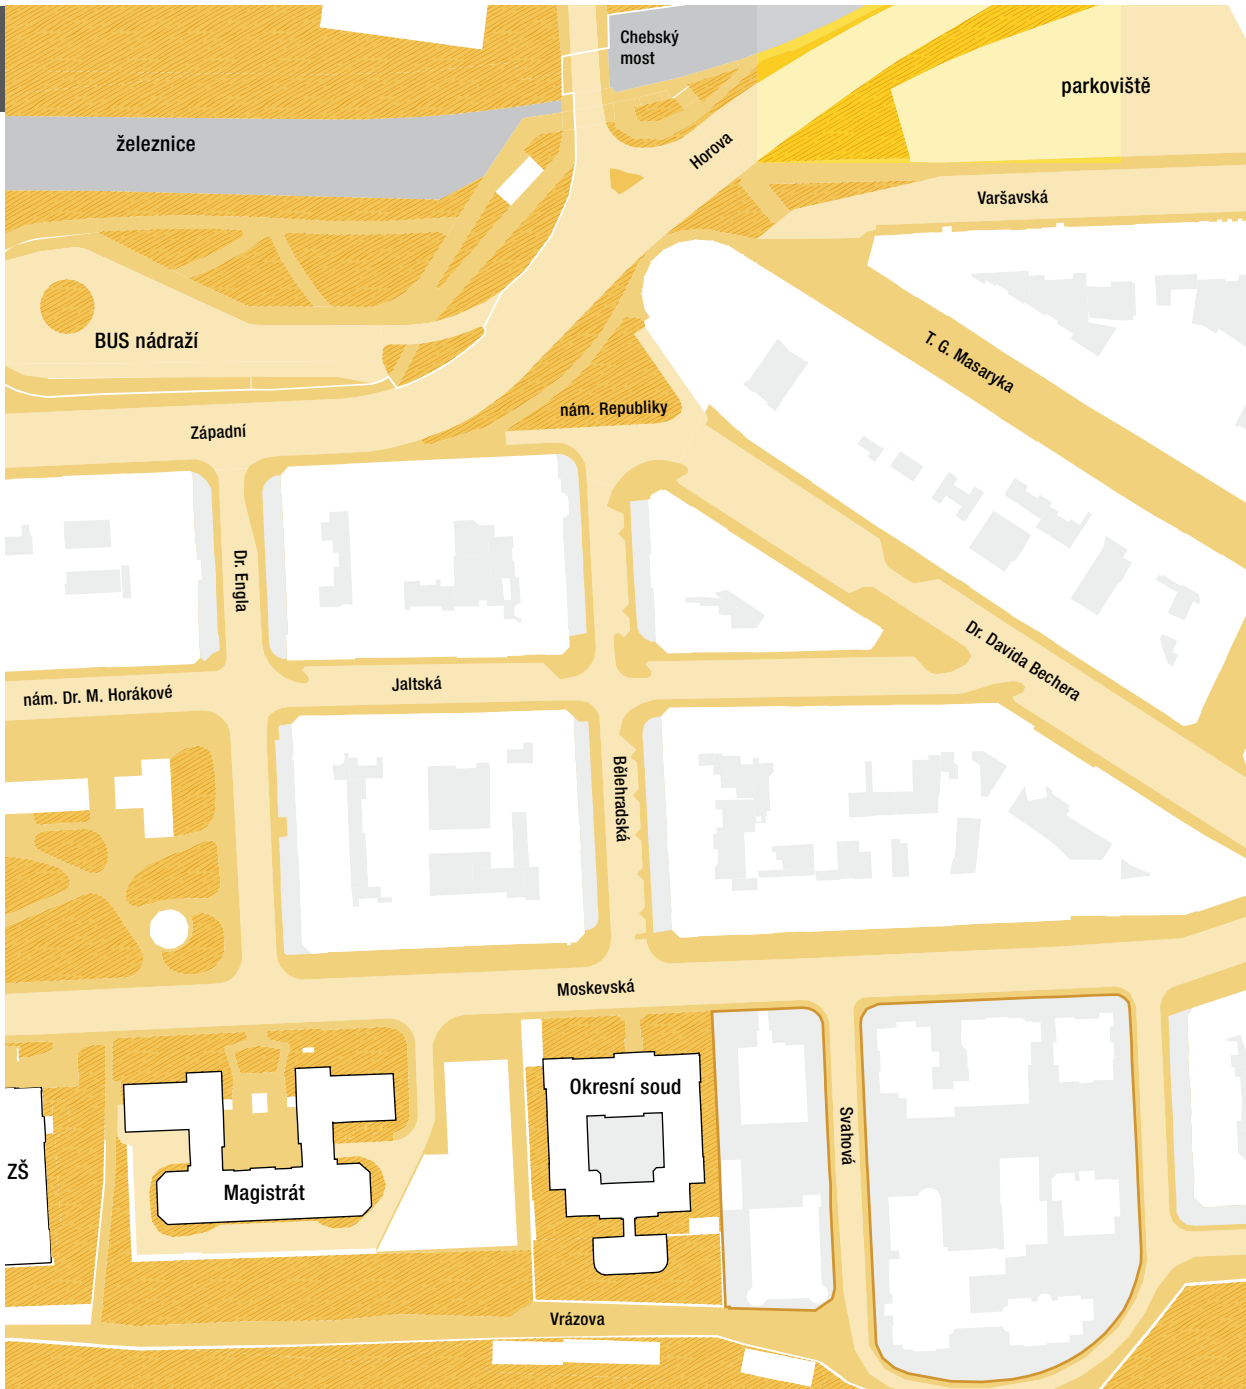 Chebský
most
parkoviště
železnice
Horova
Varšavská
BUS nádraží
T. G. Masaryka
nám. Republiky
Západní
Dr. Engla
Dr. Davida Bechera
Jaltská
nám. Dr. M. Horákové
Bělehradská
Moskevská
Okresní soud
Svahová
ZŠ
Magistrát
Vrázova